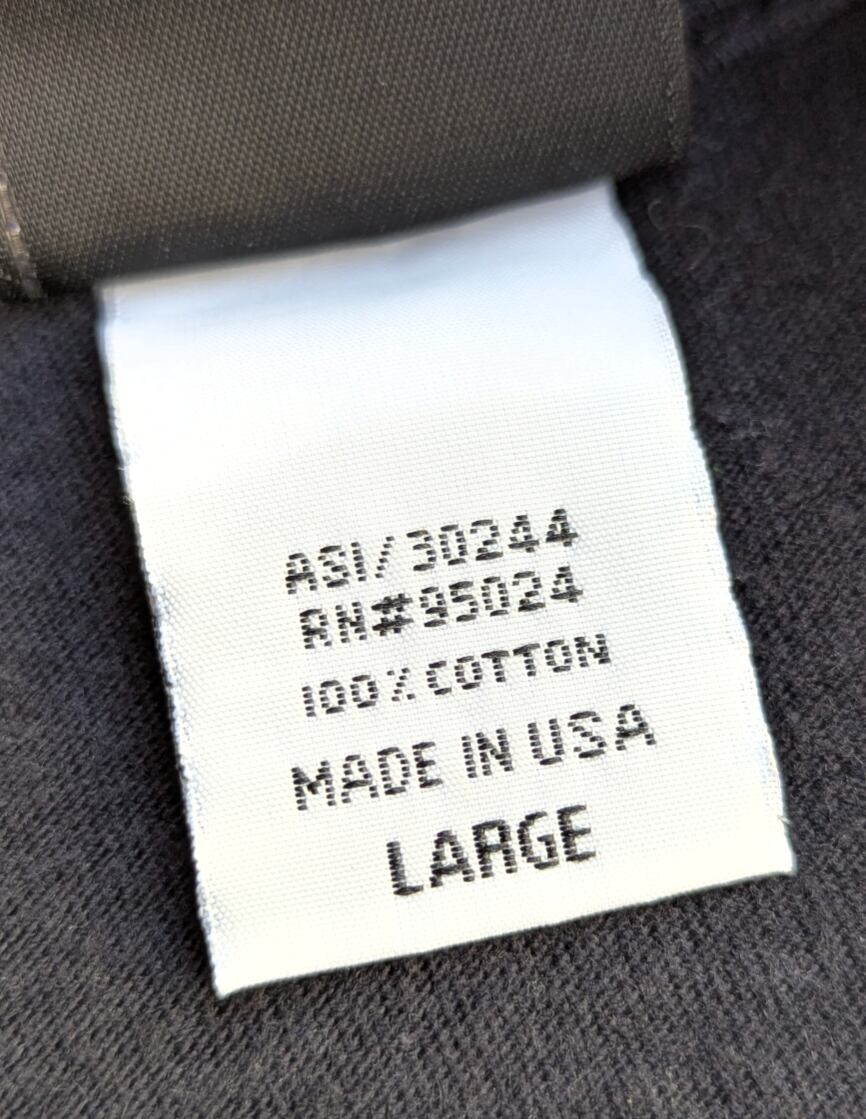 ASI/30244
RN#95024
100% COTTON
MADE IN USA
LARGE